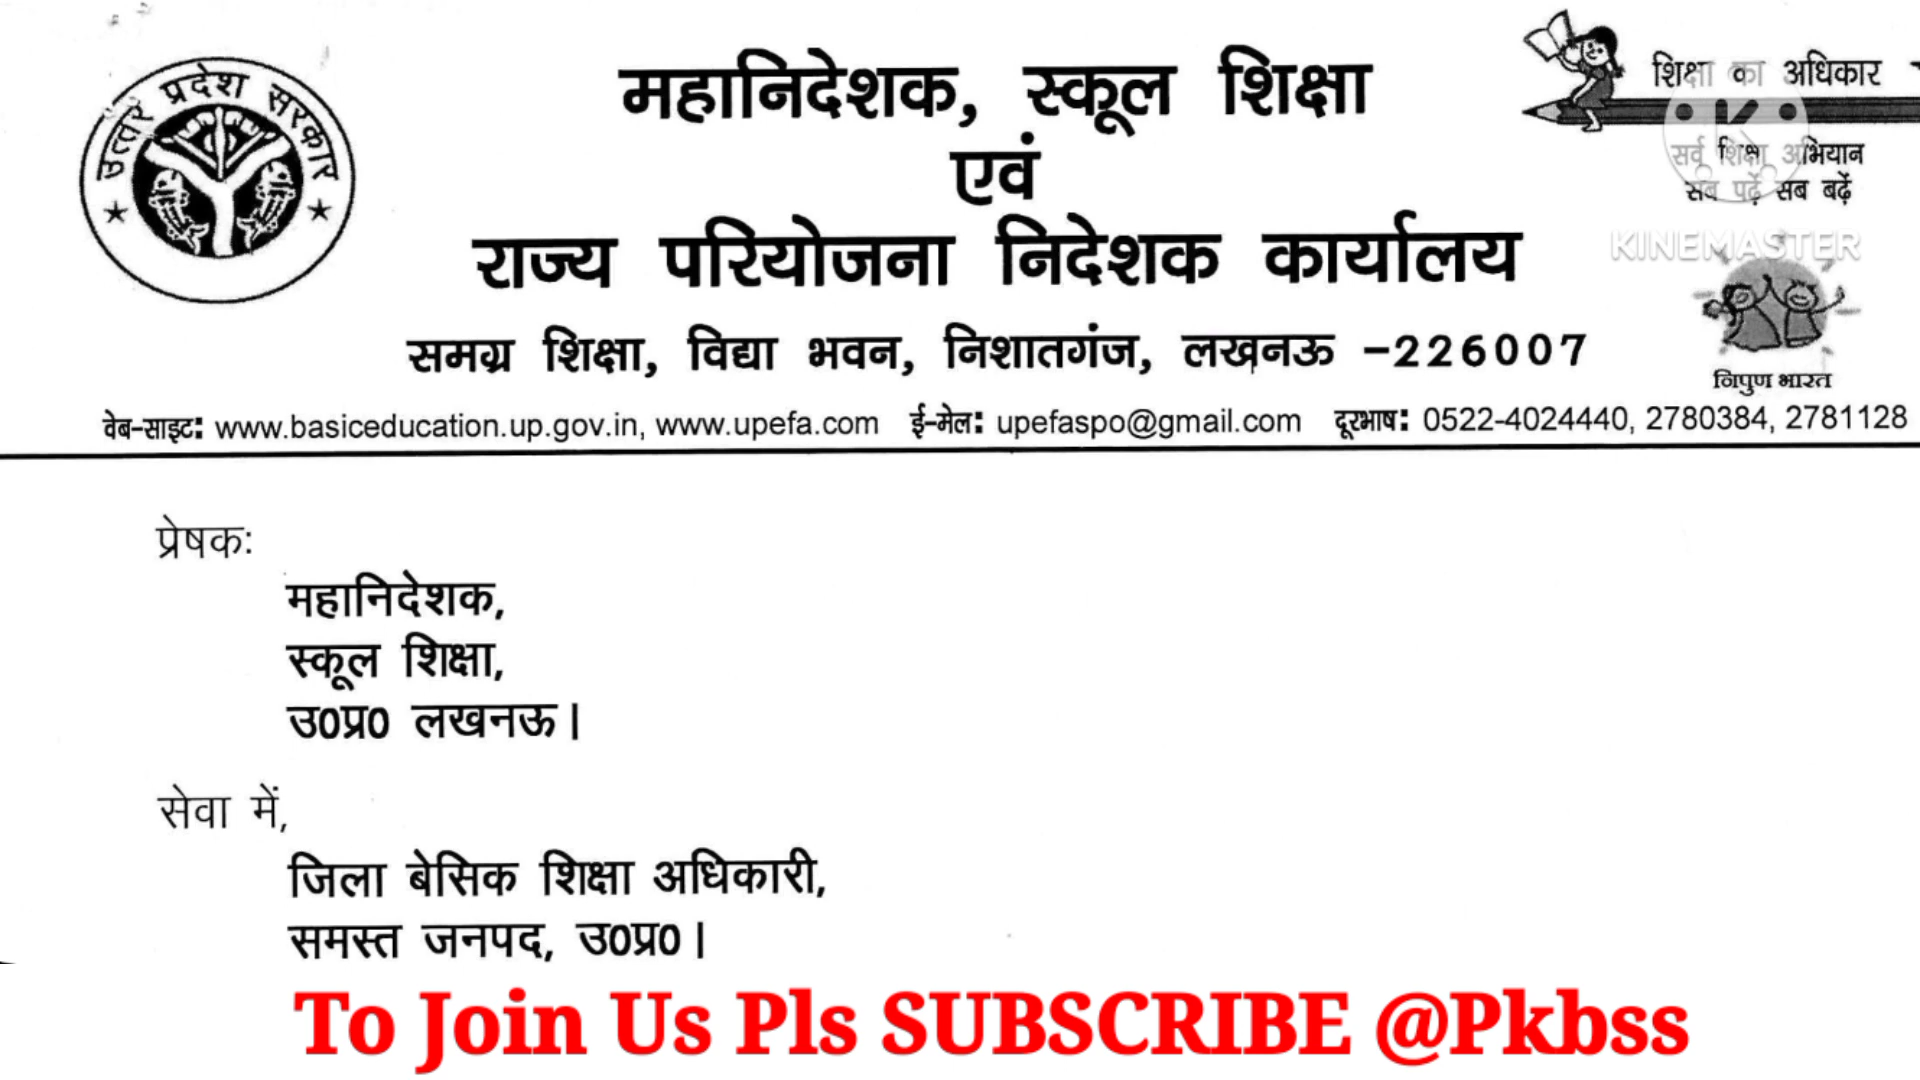 उत्तर प्रदेश सरकार
महानिदेशक, स्कूल शिक्षा
एवं
राज्य परियोजना निदेशक कार्यालय
समग्र शिक्षा, विद्या भवन, निशातगंज, लखनऊ -226007
शिक्षा का अधिकार
सर्व शिक्षा अभियान
सब पढ़ें सब बढ़ें
KINEMASTER
निपुण भारत
वेब-साइट: www.basiceducation.up.gov.in, www.upefa.com ई-मेल: upefaspo@gmail.com दूरभाष: 0522-4024440, 2780384, 2781128
प्रेषक:
महानिदेशक,
स्कूल शिक्षा,
उ0प्र0 लखनऊ।
सेवा में,
जिला बेसिक शिक्षा अधिकारी,
समस्त जनपद, उ0प्र0।
To Join Us Pls SUBSCRIBE @Pkbss